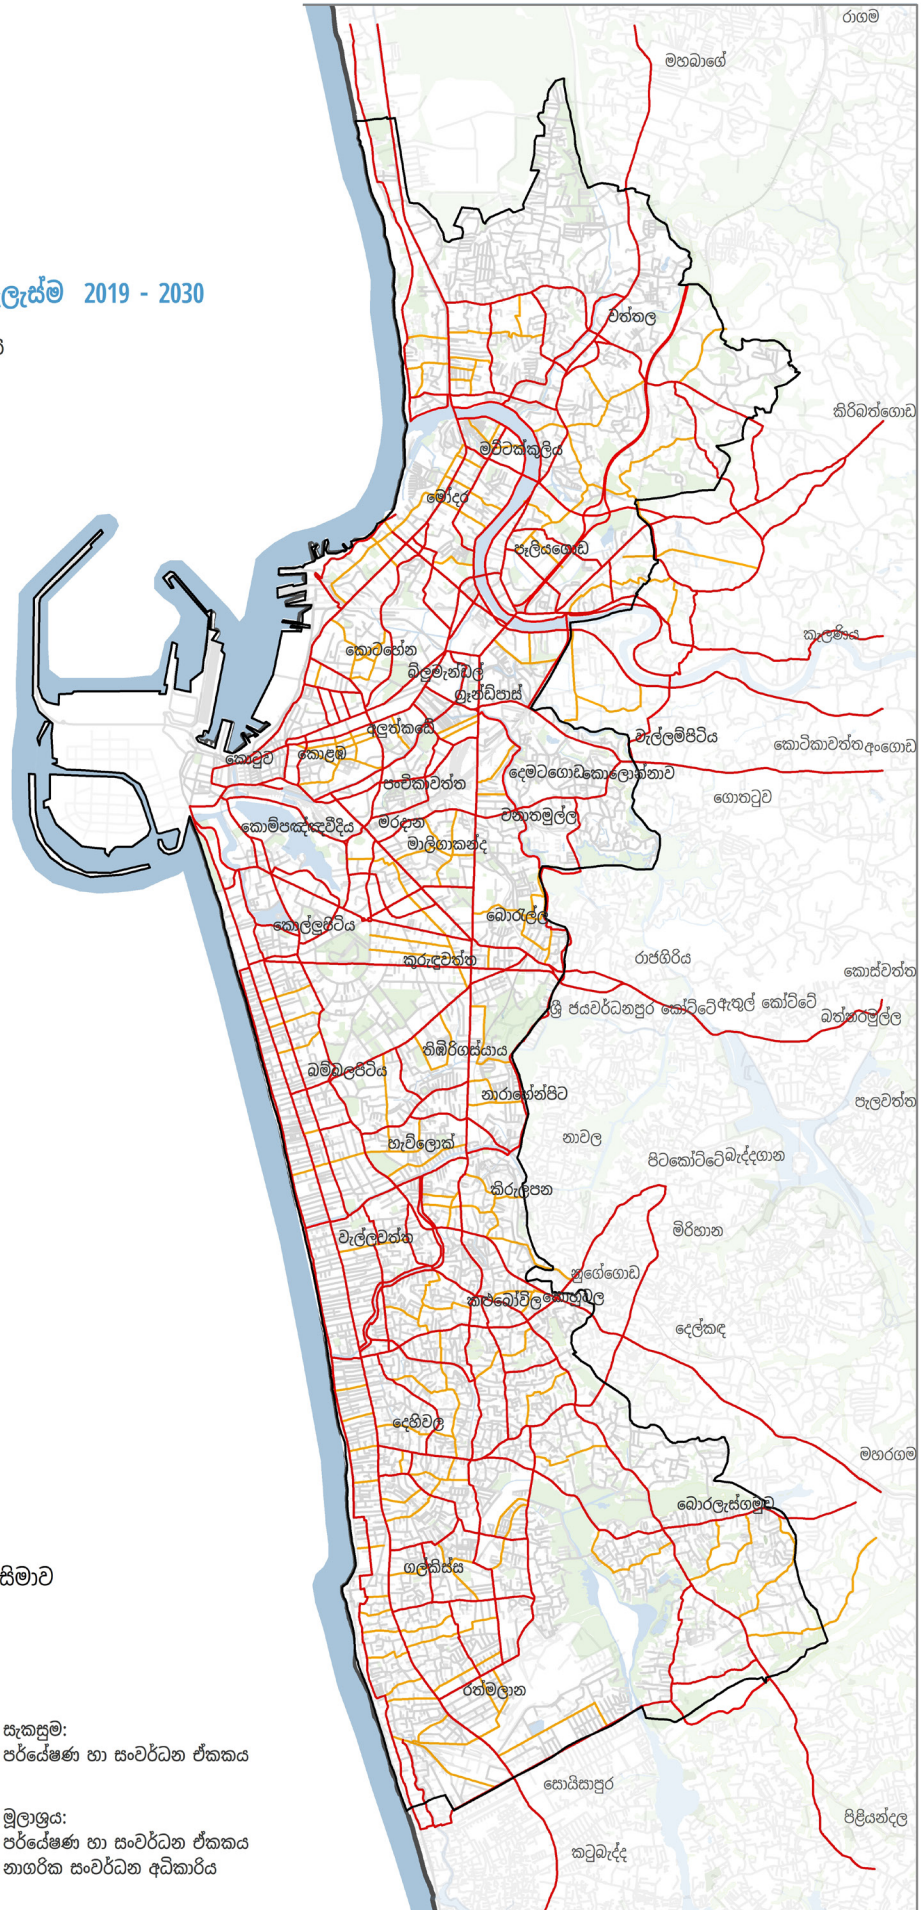 රාගම
මහබාගේ
2019 - 2030
වත්තල
කිරිබත්ගොඩ
මට්ටක්කුලිය
මෝදර
පෑලියගොඩ
කැලණිය
කොටහේන
බ්ලුමැන්ඩල්
ග්‍රෑන්ඩ්පාස්
අලුත්කඩේ
වැල්ලම්පිටිය
කොටිකාවත්ත අංගොඩ
කොටුව
කොළඹ
දෙමටගොඩ කොලොන්නාව
පංචිකාවත්ත
ගොතටුව
වනාතමුල්ල
කොම්පඤ්ඤවීදිය
මරදාන
මාලිගාකන්ද
බොරැල්ල
කොල්ලුපිටිය
කුරුඳුවත්ත
රාජගිරිය
කොස්වත්ත
ශ්‍රී ජයවර්ධනපුර කෝට්ටේ ඇතුල් කෝට්ටේ
බත්තරමුල්ල
තිඹිරිගස්යාය
බම්බලපිටිය
නාරාහේන්පිට
පැලවත්ත
නාවල
හැව්ලොක්
පිටකෝට්ටේ බැද්දගාන
කිරුලපන
මිරිහාන
වැල්ලවත්ත
නුගේගොඩ
කළුබෝවිල කොහුවල
දෙල්කඳ
දෙහිවල
මහරගම
බොරලැස්ගමුව
ගල්කිස්ස
සීමාව
රත්මලාන
සැකසුම:
පර්යේෂණ හා සංවර්ධන ඒකකය
සොයිසාපුර
මූලාශ්‍රය:
පර්යේෂණ හා සංවර්ධන ඒකකය
නාගරික සංවර්ධන අධිකාරිය
පිළියන්දල
කටුබැද්ද